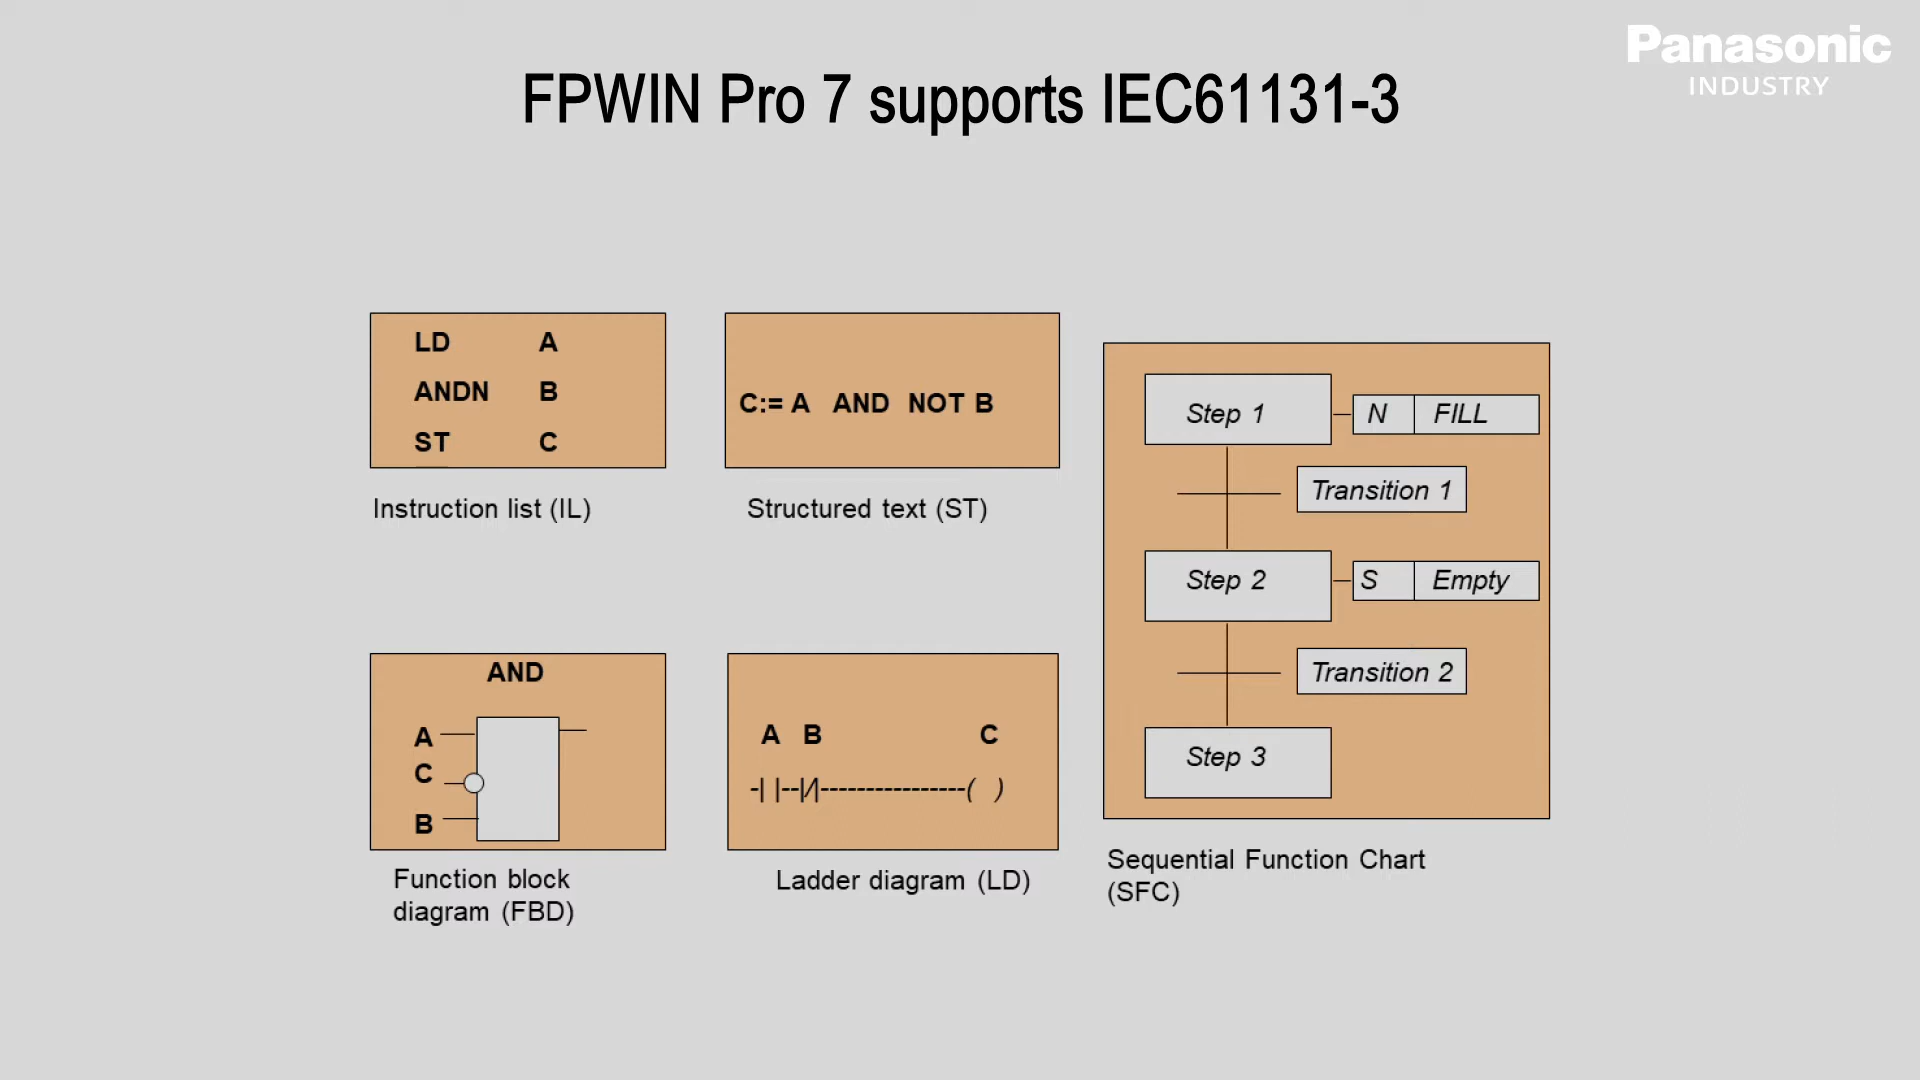 Panasonic
INDUSTRY
FPWIN Pro 7 supports IEC61131-3
LD A
ANDN B
ST C
Instruction list (IL)
C:= A AND NOT B
Structured text (ST)
Step 1
N FILL
Transition 1
Step 2
S Empty
Transition 2
Step 3
Sequential Function Chart
(SFC)
AND
A
C
B
Function block
diagram (FBD)
A B C
-| |--|/|----------------( )
Ladder diagram (LD)